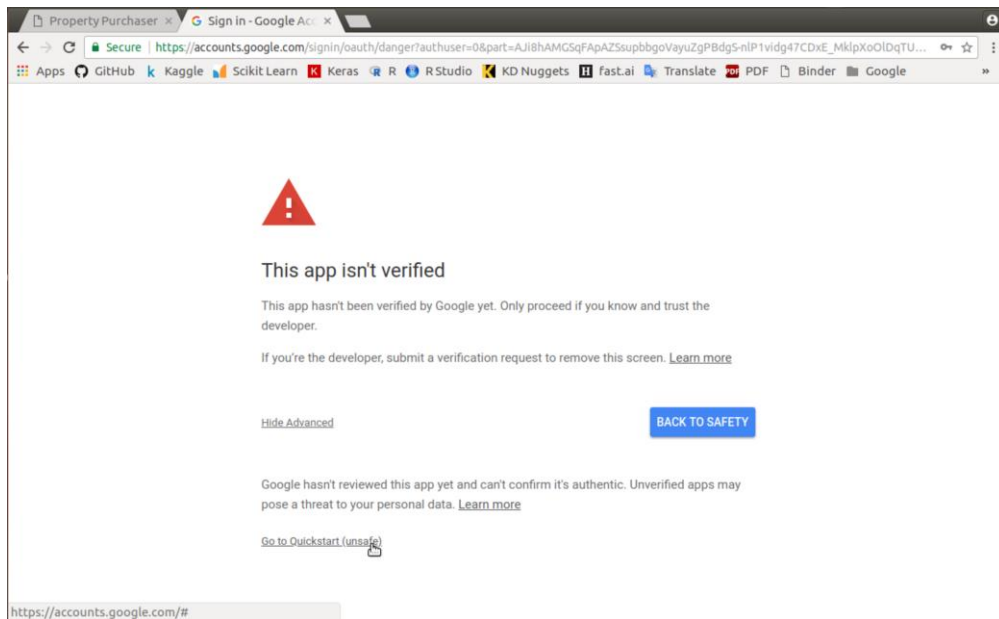 Property Purchaser
G Sign in - Google Acc
Secure | https://accounts.google.com/signin/oauth/danger?authuser=0&part=AJi8hAMGSqFApAZSsupbbgoVayuZgPBdgS-nlP1vidg47CDxE_MklpXoOlDqTU...
Apps GitHub k Kaggle Scikit Learn K Keras R R RStudio KD Nuggets fast.ai Translate PDF PDF Binder Google »
This app isn't verified
This app hasn't been verified by Google yet. Only proceed if you know and trust the
developer.
If you're the developer, submit a verification request to remove this screen. Learn more
Hide Advanced
BACK TO SAFETY
Google hasn't reviewed this app yet and can't confirm it's authentic. Unverified apps may
pose a threat to your personal data. Learn more
Go to Quickstart (unsafe)
https://accounts.google.com/#